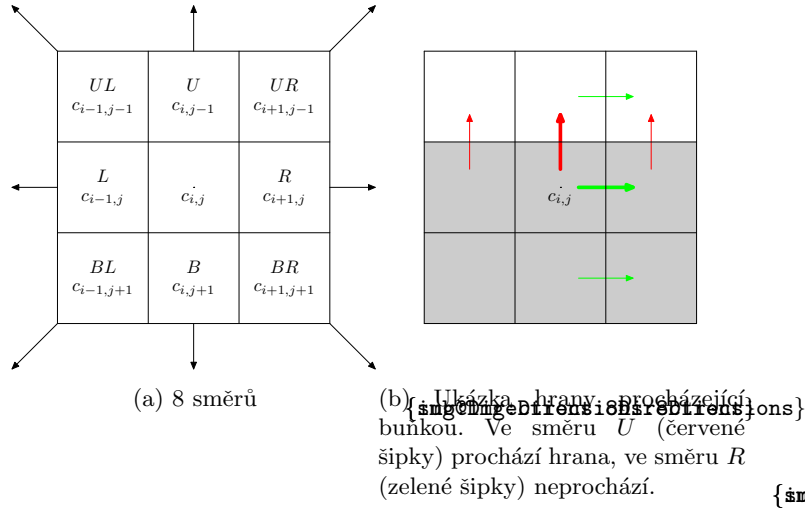 UL U UR
c_{i-1,j-1} c_{i,j-1} c_{i+1,j-1}
L R
c_{i-1,j} c_{i,j} c_{i+1,j}
BL B BR
c_{i-1,j+1} c_{i,j+1} c_{i+1,j+1}
c_{i,j}
(a) 8 směrů
(b) Ukázka hrany procházející
buňkou. Ve směru U (červené
šipky) prochází hrana, ve směru R
(zelené šipky) neprochází.